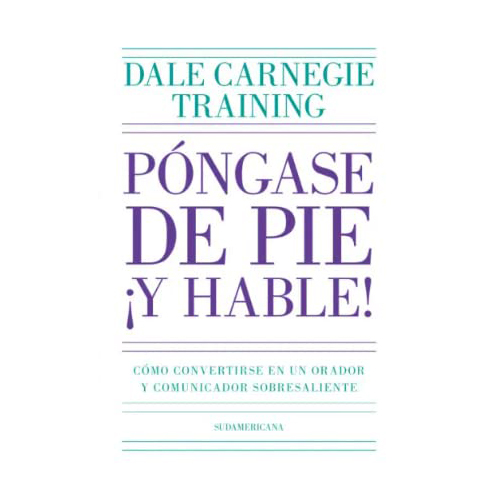 DALE CARNEGIE
TRAINING
PÓNGASE
DE PIE
¡Y HABLE!
CÓMO CONVERTIRSE EN UN ORADOR
Y COMUNICADOR SOBRESALIENTE
SUDAMERICANA